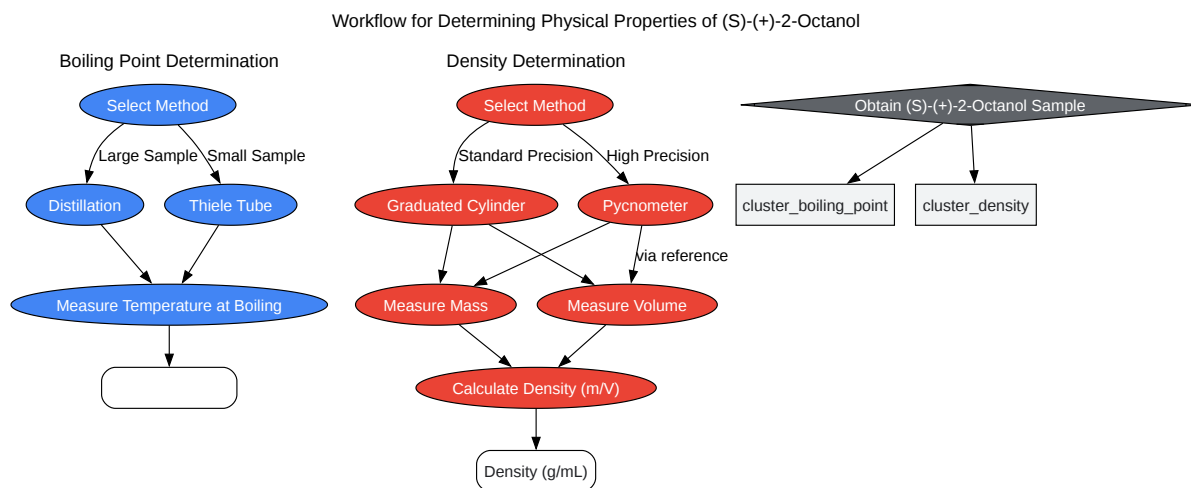 Workflow for Determining Physical Properties of (S)-(+)-2-Octanol
Boiling Point Determination
Density Determination
Select Method
Select Method
Obtain (S)-(+)-2-Octanol Sample
Large Sample
Small Sample
Standard Precision
High Precision
Distillation
Thiele Tube
Graduated Cylinder
Pycnometer
cluster_boiling_point
cluster_density
via reference
Measure Temperature at Boiling
Measure Mass
Measure Volume
Calculate Density (m/V)
Density (g/mL)